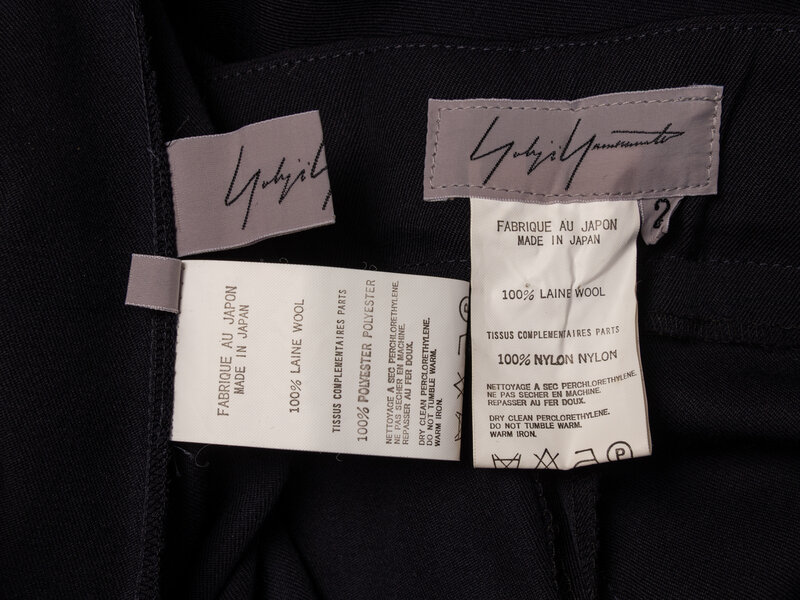 Yohji Y
Yohji Yamamoto
2
FABRIQUE AU JAPON
MADE IN JAPAN
100% LAINE WOOL
TISSUS COMPLEMENTAIRES PARTS
100% POLYESTER POLYESTER
NETTOYAGE A SEC PERCHLORETHYLENE.
NE PAS SECHER EN MACHINE.
REPASSER AU FER DOUX.
DRY CLEAN PERCLORETHYLENE.
DO NOT TUMBLE WARM.
WARM IRON.
FABRIQUE AU JAPON
MADE IN JAPAN
100% LAINE WOOL
TISSUS COMPLEMENTAIRES PARTS
100% NYLON NYLON
NETTOYAGE A SEC PERCHLORETHYLENE.
NE PAS SECHER EN MACHINE.
REPASSER AU FER DOUX.
DRY CLEAN PERCLORETHYLENE.
DO NOT TUMBLE WARM.
WARM IRON.
P